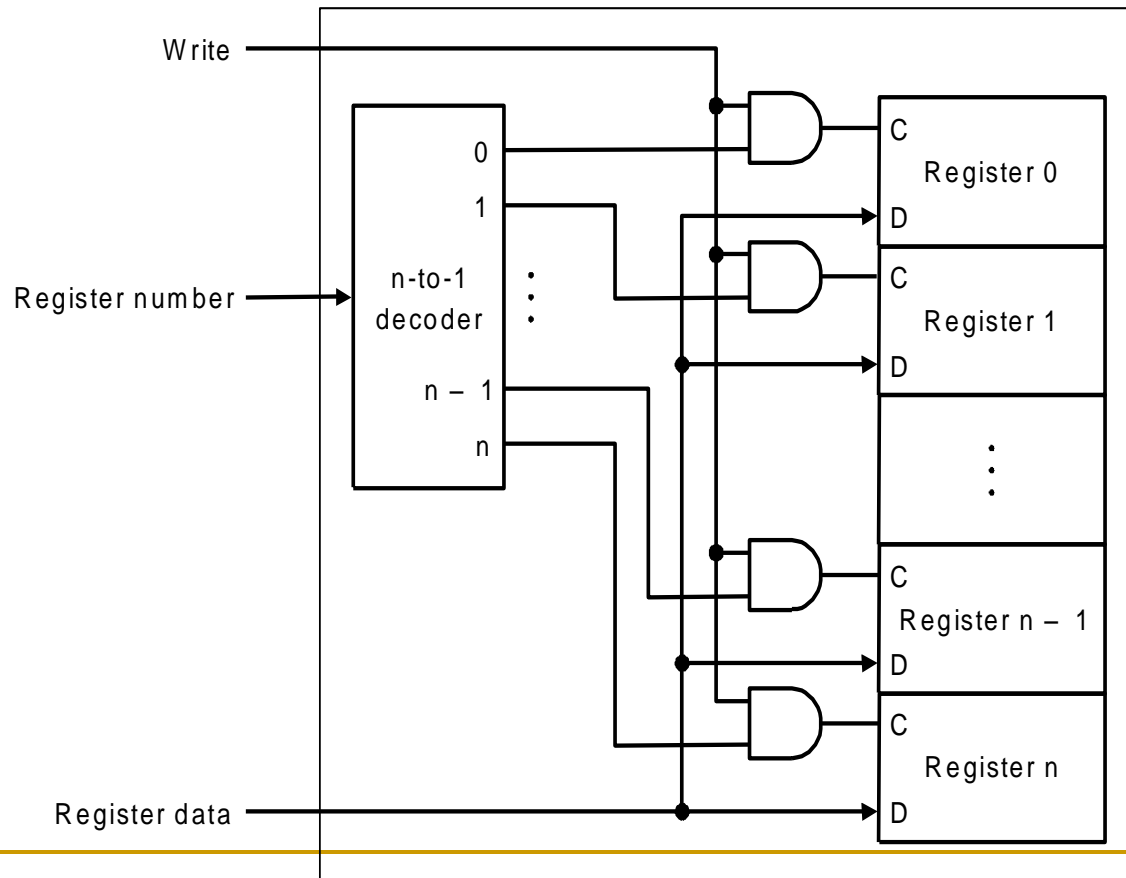 Write
C
0
Register 0
1
D
n-to-1
decoder
C
Register number
Register 1
D
n – 1
n
C
Register n – 1
D
C
Register n
Register data
D